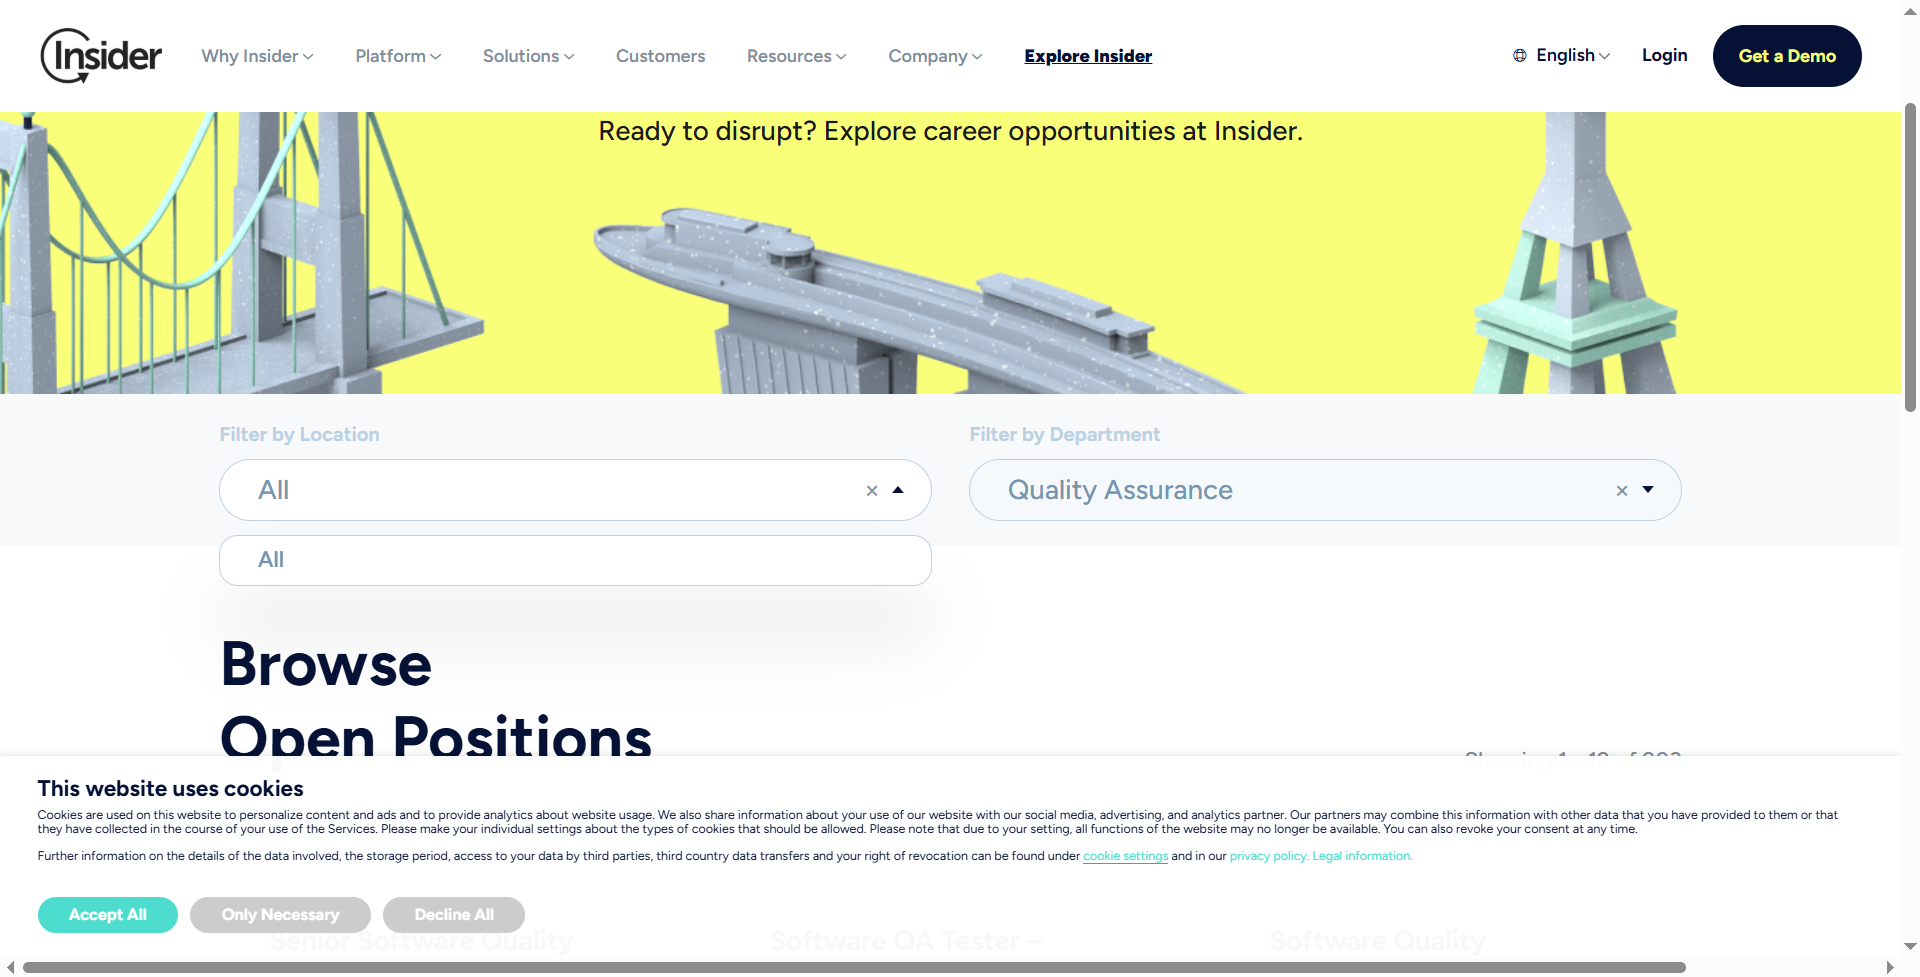 Insider
Why Insider
Platform
Solutions
Customers
Resources
Company
Explore Insider
English
Login
Get a Demo
Ready to disrupt? Explore career opportunities at Insider.
Filter by Location
Filter by Department
All
Quality Assurance
All
Browse
Open Positions
Showing 1 - 12 of 203
This website uses cookies
Cookies are used on this website to personalize content and ads and to provide analytics about website usage. We also share information about your use of our website with our social media, advertising, and analytics partner. Our partners may combine this information with other data that you have provided to them or that
they have collected in the course of your use of the Services. Please make your individual settings about the types of cookies that should be allowed. Please note that due to your setting, all functions of the website may no longer be available. You can also revoke your consent at any time.
Further information on the details of the data involved, the storage period, access to your data by third parties, third country data transfers and your right of revocation can be found under cookie settings and in our privacy policy. Legal information.
Accept All
Only Necessary
Decline All
Senior Software Quality
Software QA Tester –
Software Quality